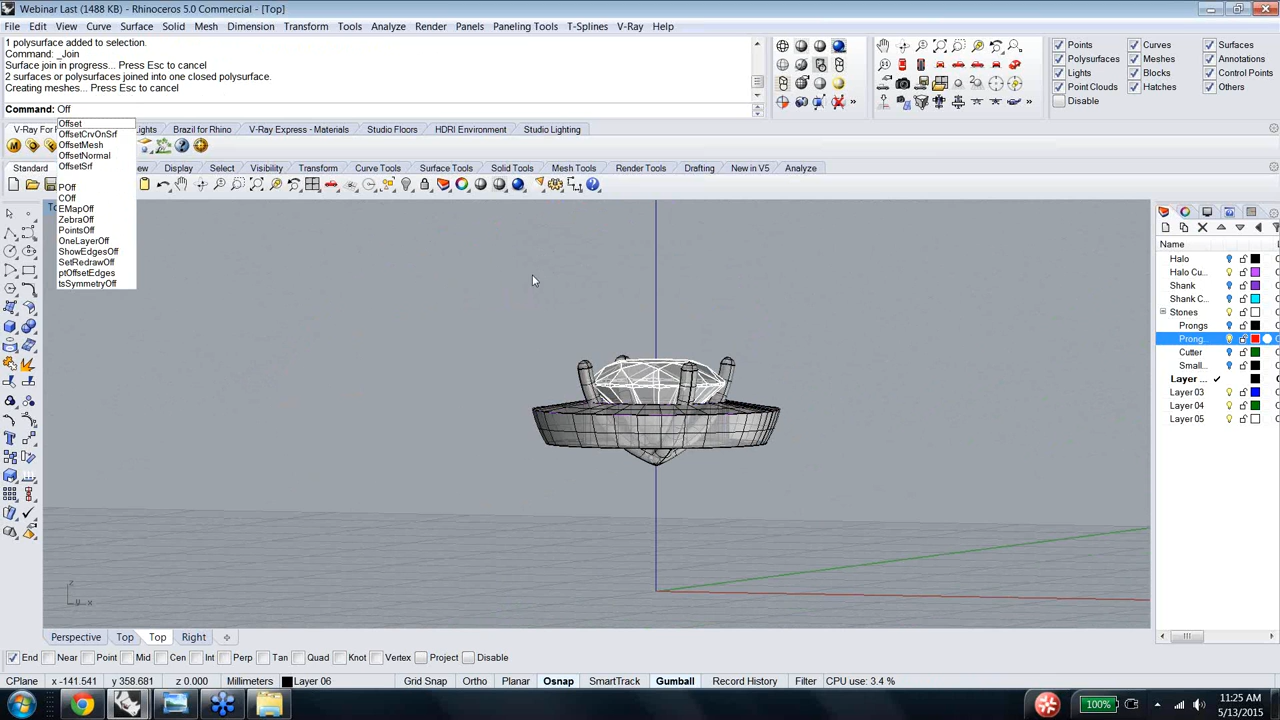 Webinar Last (1488 KB) - Rhinoceros 5.0 Commercial - [Top]
File Edit View Curve Surface Solid Mesh Dimension Transform Tools Analyze Render Panels Paneling Tools T-Splines V-Ray Help
1 polysurface added to selection.
Command: _Join
Surface join in progress... Press Esc to cancel
2 surfaces or polysurfaces joined into one closed polysurface.
Creating meshes... Press Esc to cancel
Command: Off
Points Curves Surfaces
Polysurfaces Meshes Annotations
Lights Blocks Control Points
Point Clouds Hatches Others
Disable
V-Ray For Lights Brazil for Rhino V-Ray Express - Materials Studio Floors HDRI Environment Studio Lighting
Standard Display Select Visibility Transform Curve Tools Surface Tools Solid Tools Mesh Tools Render Tools Drafting New in V5 Analyze
Offset
OffsetCrvOnSrf
OffsetMesh
OffsetNormal
OffsetSrf
POff
COff
EMapOff
ZebraOff
PointsOff
OneLayerOff
ShowEdgesOff
SetRedrawOff
ptOffsetEdges
tsSymmetryOff
Name
Halo
Halo Cu...
Shank
Shank C...
Stones
Prongs
Prong...
Cutter
Small...
Layer ...
Layer 03
Layer 04
Layer 05
z
y x
Perspective Top Top Right
End Near Point Mid Cen Int Perp Tan Quad Knot Vertex Project Disable
CPlane x -141.541 y 358.681 z 0.000 Millimeters Layer 06 Grid Snap Ortho Planar Osnap SmartTrack Gumball Record History Filter CPU use: 3.4 %
100%
11:25 AM
5/13/2015